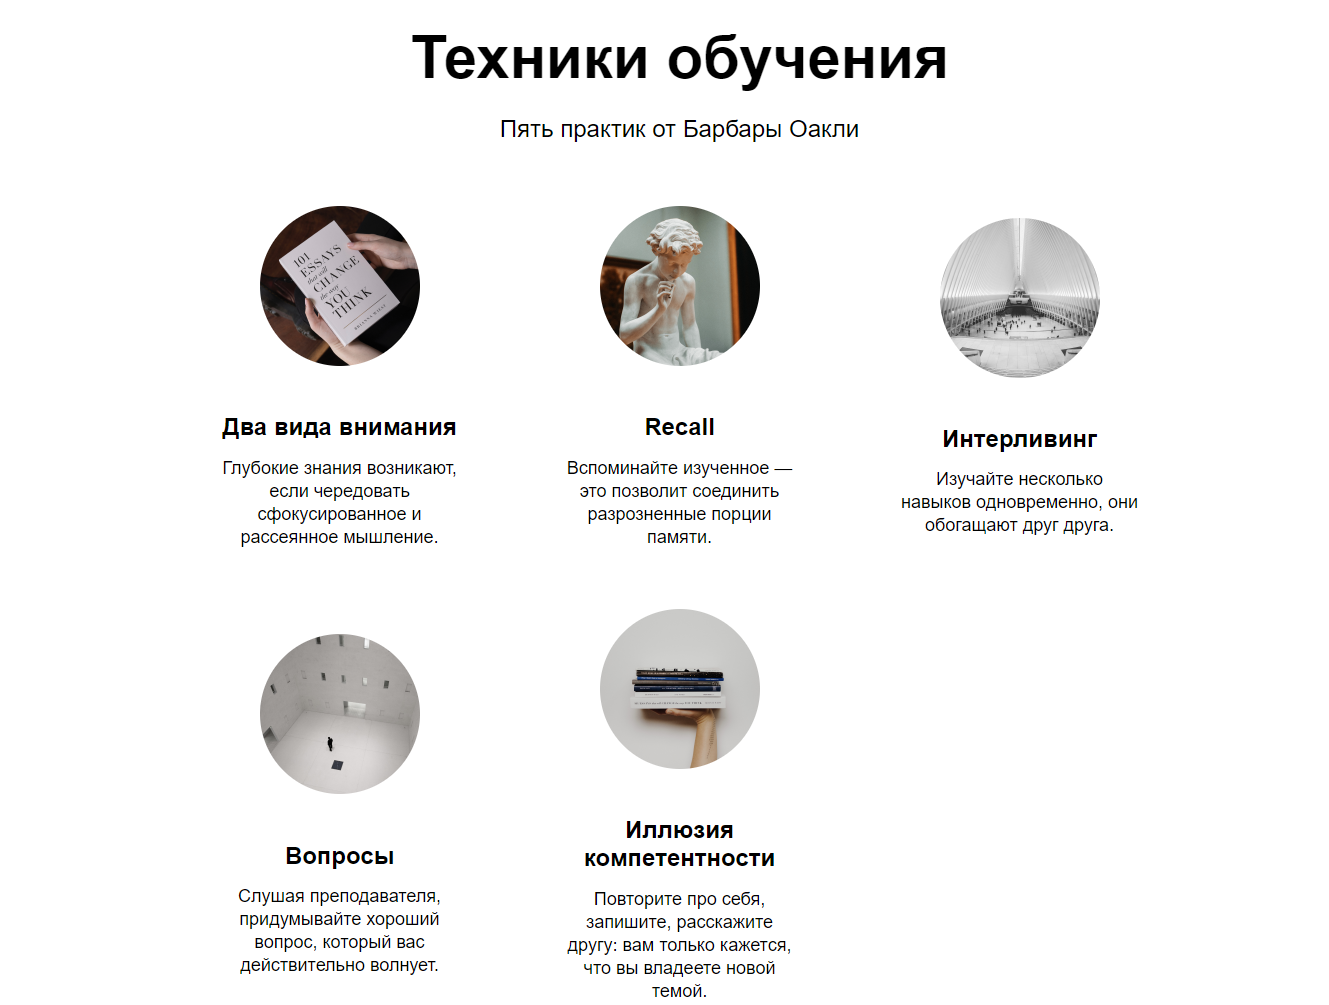 Техники обучения
Пять практик от Барбары Оакли
101
ESSAYS
that will
CHANGE
the way
YOU
THINK
BRIANNA WIEST
Два вида внимания
Глубокие знания возникают,
если чередовать
сфокусированное и
рассеянное мышление.
Recall
Вспоминайте изученное —
это позволит соединить
разрозненные порции
памяти.
Интерливинг
Изучайте несколько
навыков одновременно, они
обогащают друг друга.
Вопросы
Слушая преподавателя,
придумывайте хороший
вопрос, который вас
действительно волнует.
Иллюзия
компетентности
Повторите про себя,
запишите, расскажите
другу: вам только кажется,
что вы владеете новой
темой.